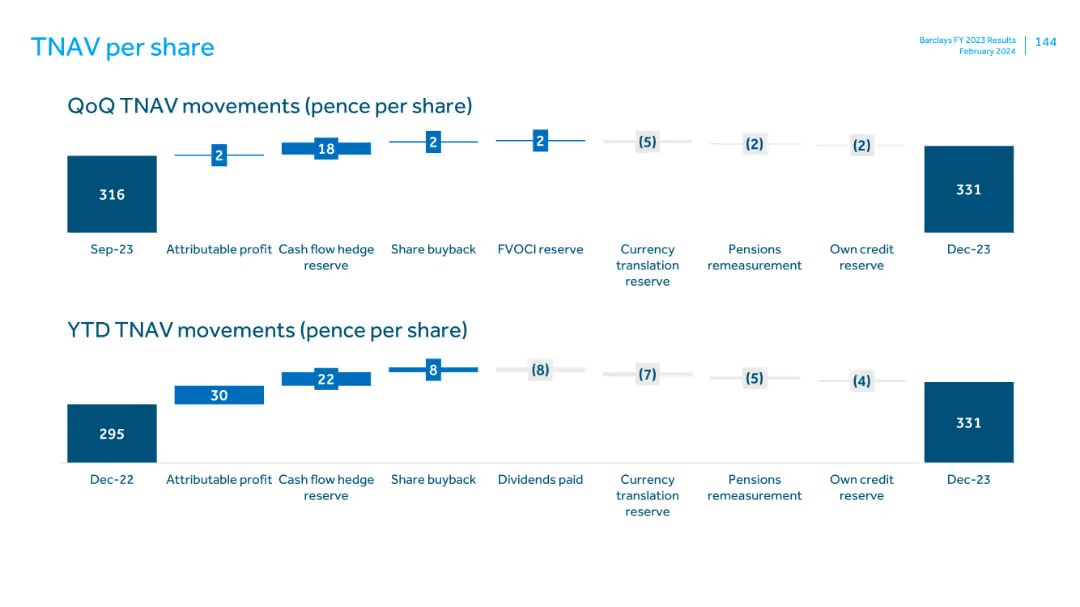 TNAV per share
Barclays FY 2023 Results
February 2024
144
QoQ TNAV movements (pence per share)
316
2
18
2
2
(5)
(2)
(2)
331
Sep-23
Attributable profit
Cash flow hedge
reserve
Share buyback
FVOCI reserve
Currency
translation
reserve
Pensions
remeasurement
Own credit
reserve
Dec-23
YTD TNAV movements (pence per share)
295
30
22
8
(8)
(7)
(5)
(4)
331
Dec-22
Attributable profit
Cash flow hedge
reserve
Share buyback
Dividends paid
Currency
translation
reserve
Pensions
remeasurement
Own credit
reserve
Dec-23